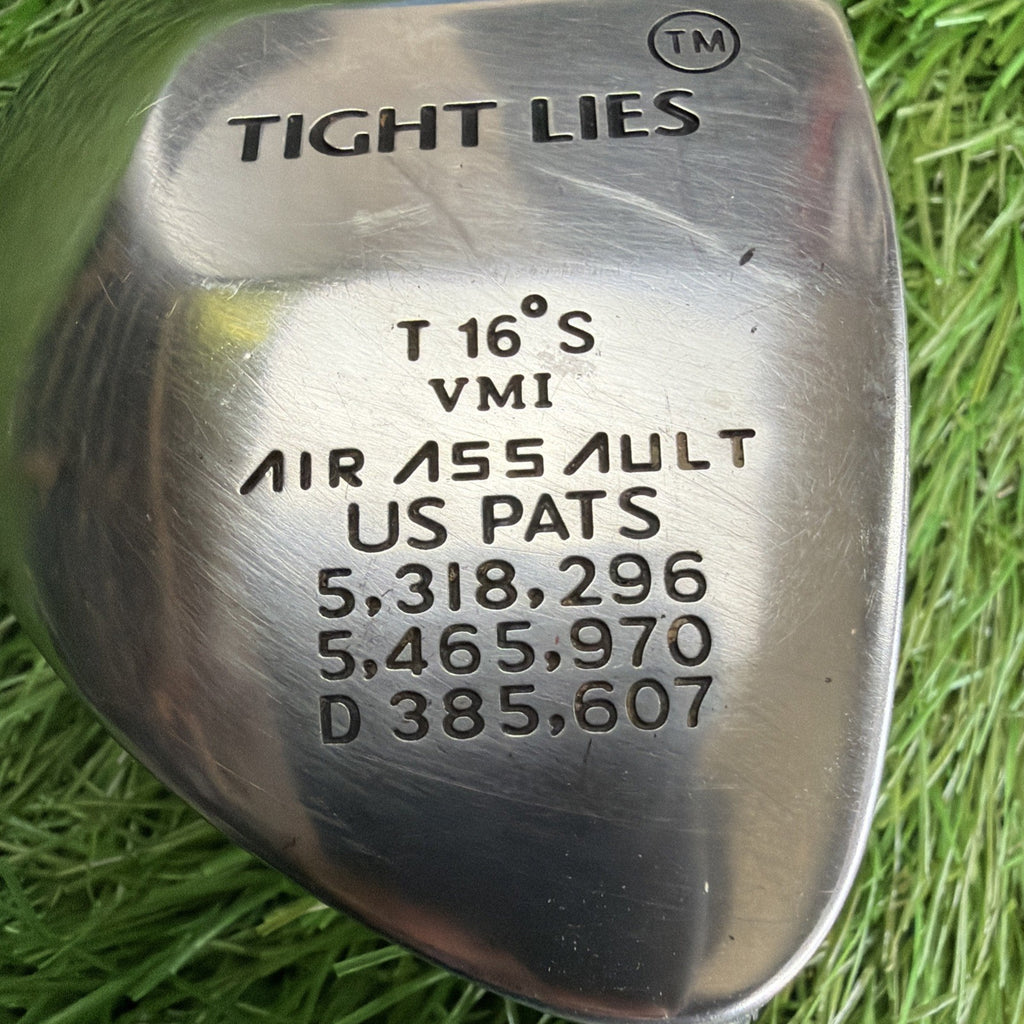 TM
TIGHT LIES
T 16°S
VMI
AIR ASSAULT
US PATS
5,318,296
5,465,970
D 385,607